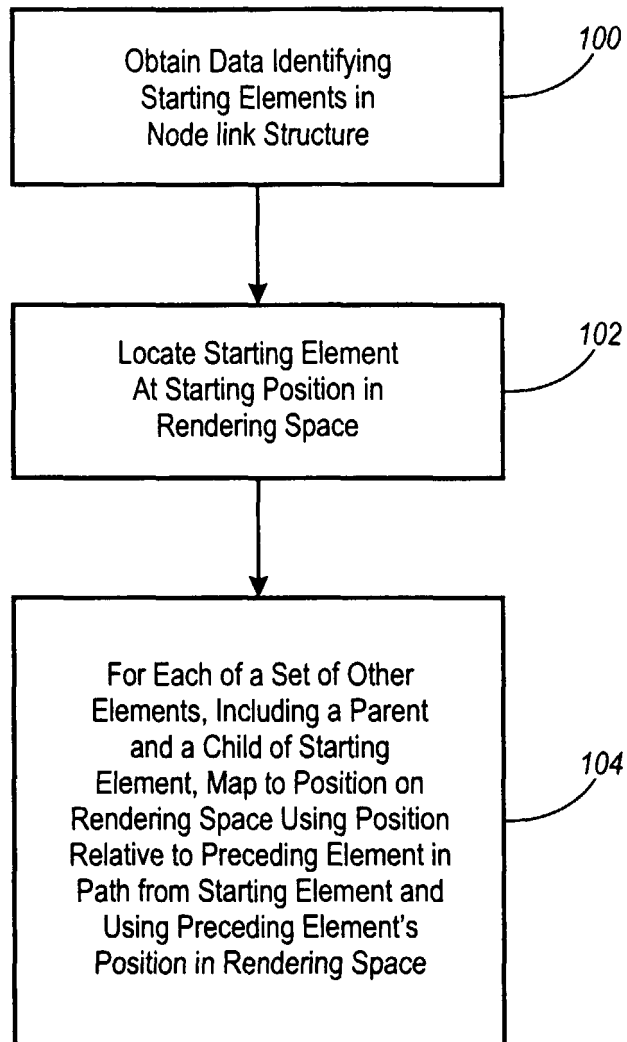 Obtain Data Identifying
Starting Elements in
Node link Structure
100
Locate Starting Element
At Starting Position in
Rendering Space
102
For Each of a Set of Other
Elements, Including a Parent
and a Child of Starting
Element, Map to Position on
Rendering Space Using Position
Relative to Preceding Element in
Path from Starting Element and
Using Preceding Element's
Position in Rendering Space
104